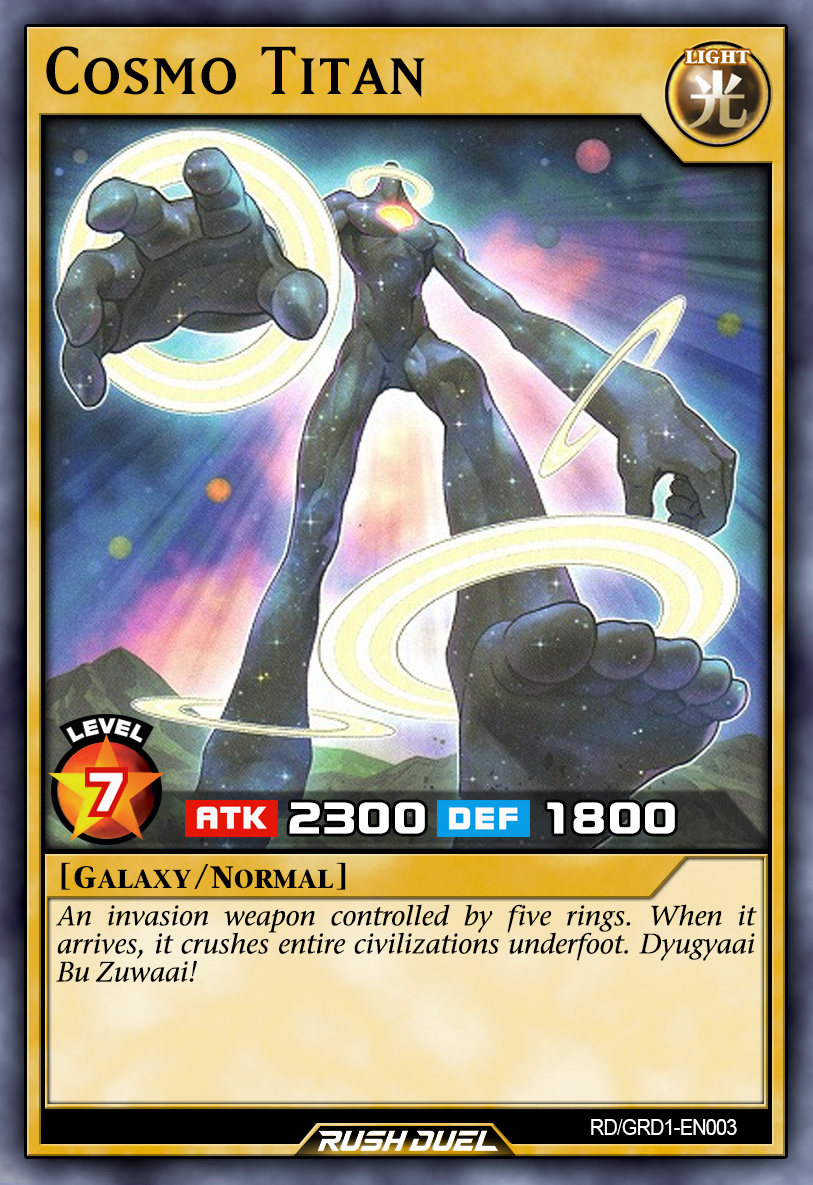 Cosmo Titan
LIGHT
光
LEVEL
7
ATK 2300 DEF 1800
[Galaxy/Normal]
An invasion weapon controlled by five rings. When it
arrives, it crushes entire civilizations underfoot. Dyugyaai
Bu Zuwaai!
RUSH DUEL
RD/GRD1-EN003